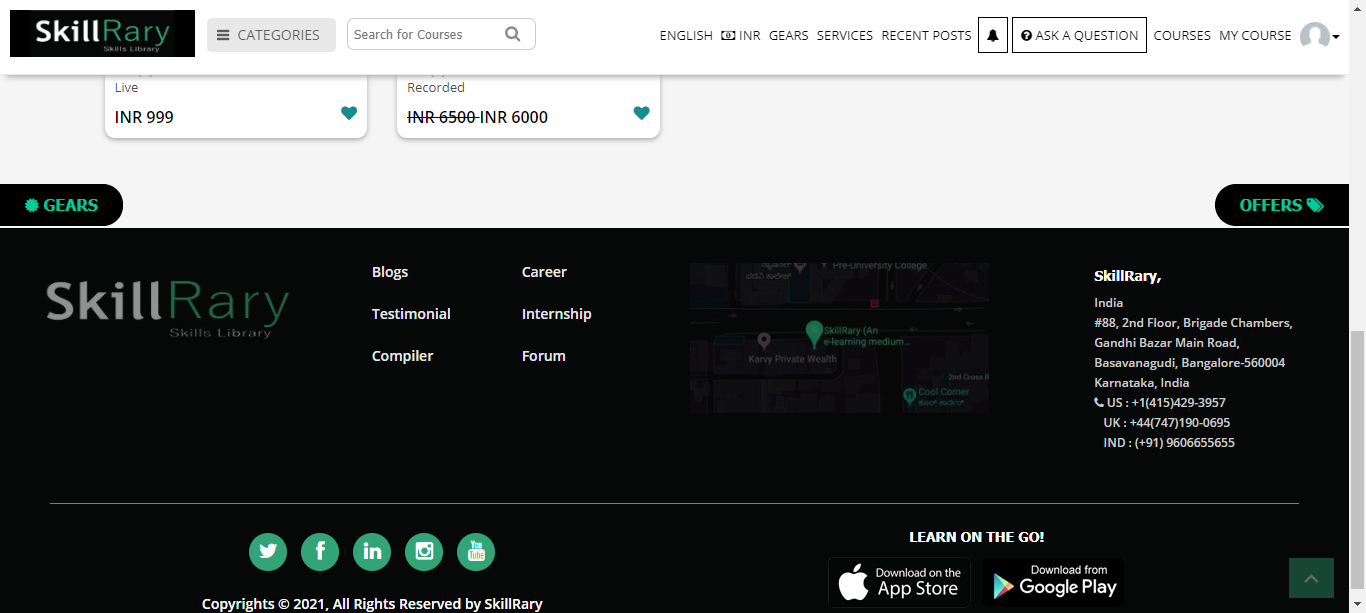 SkillRary
Skills Library
CATEGORIES
Search for Courses
ENGLISH INR GEARS SERVICES RECENT POSTS ASK A QUESTION COURSES MY COURSE
Live
INR 999
Recorded
INR 6500 INR 6000
GEARS
OFFERS
SkillRary
Skills Library
Blogs
Testimonial
Compiler
Career
Internship
Forum
Pre-University College,
SkillRary (An
e-learning medium...
Karvy Private Wealth
2nd Cross R
Cool Corner
SkillRary,
India
#88, 2nd Floor, Brigade Chambers,
Gandhi Bazar Main Road,
Basavanagudi, Bangalore-560004
Karnataka, India
US : +1(415)429-3957
UK : +44(747)190-0695
IND : (+91) 9606655655
You
Tube
LEARN ON THE GO!
Download on the
App Store
Download from
Google Play
Copyrights © 2021, All Rights Reserved by SkillRary